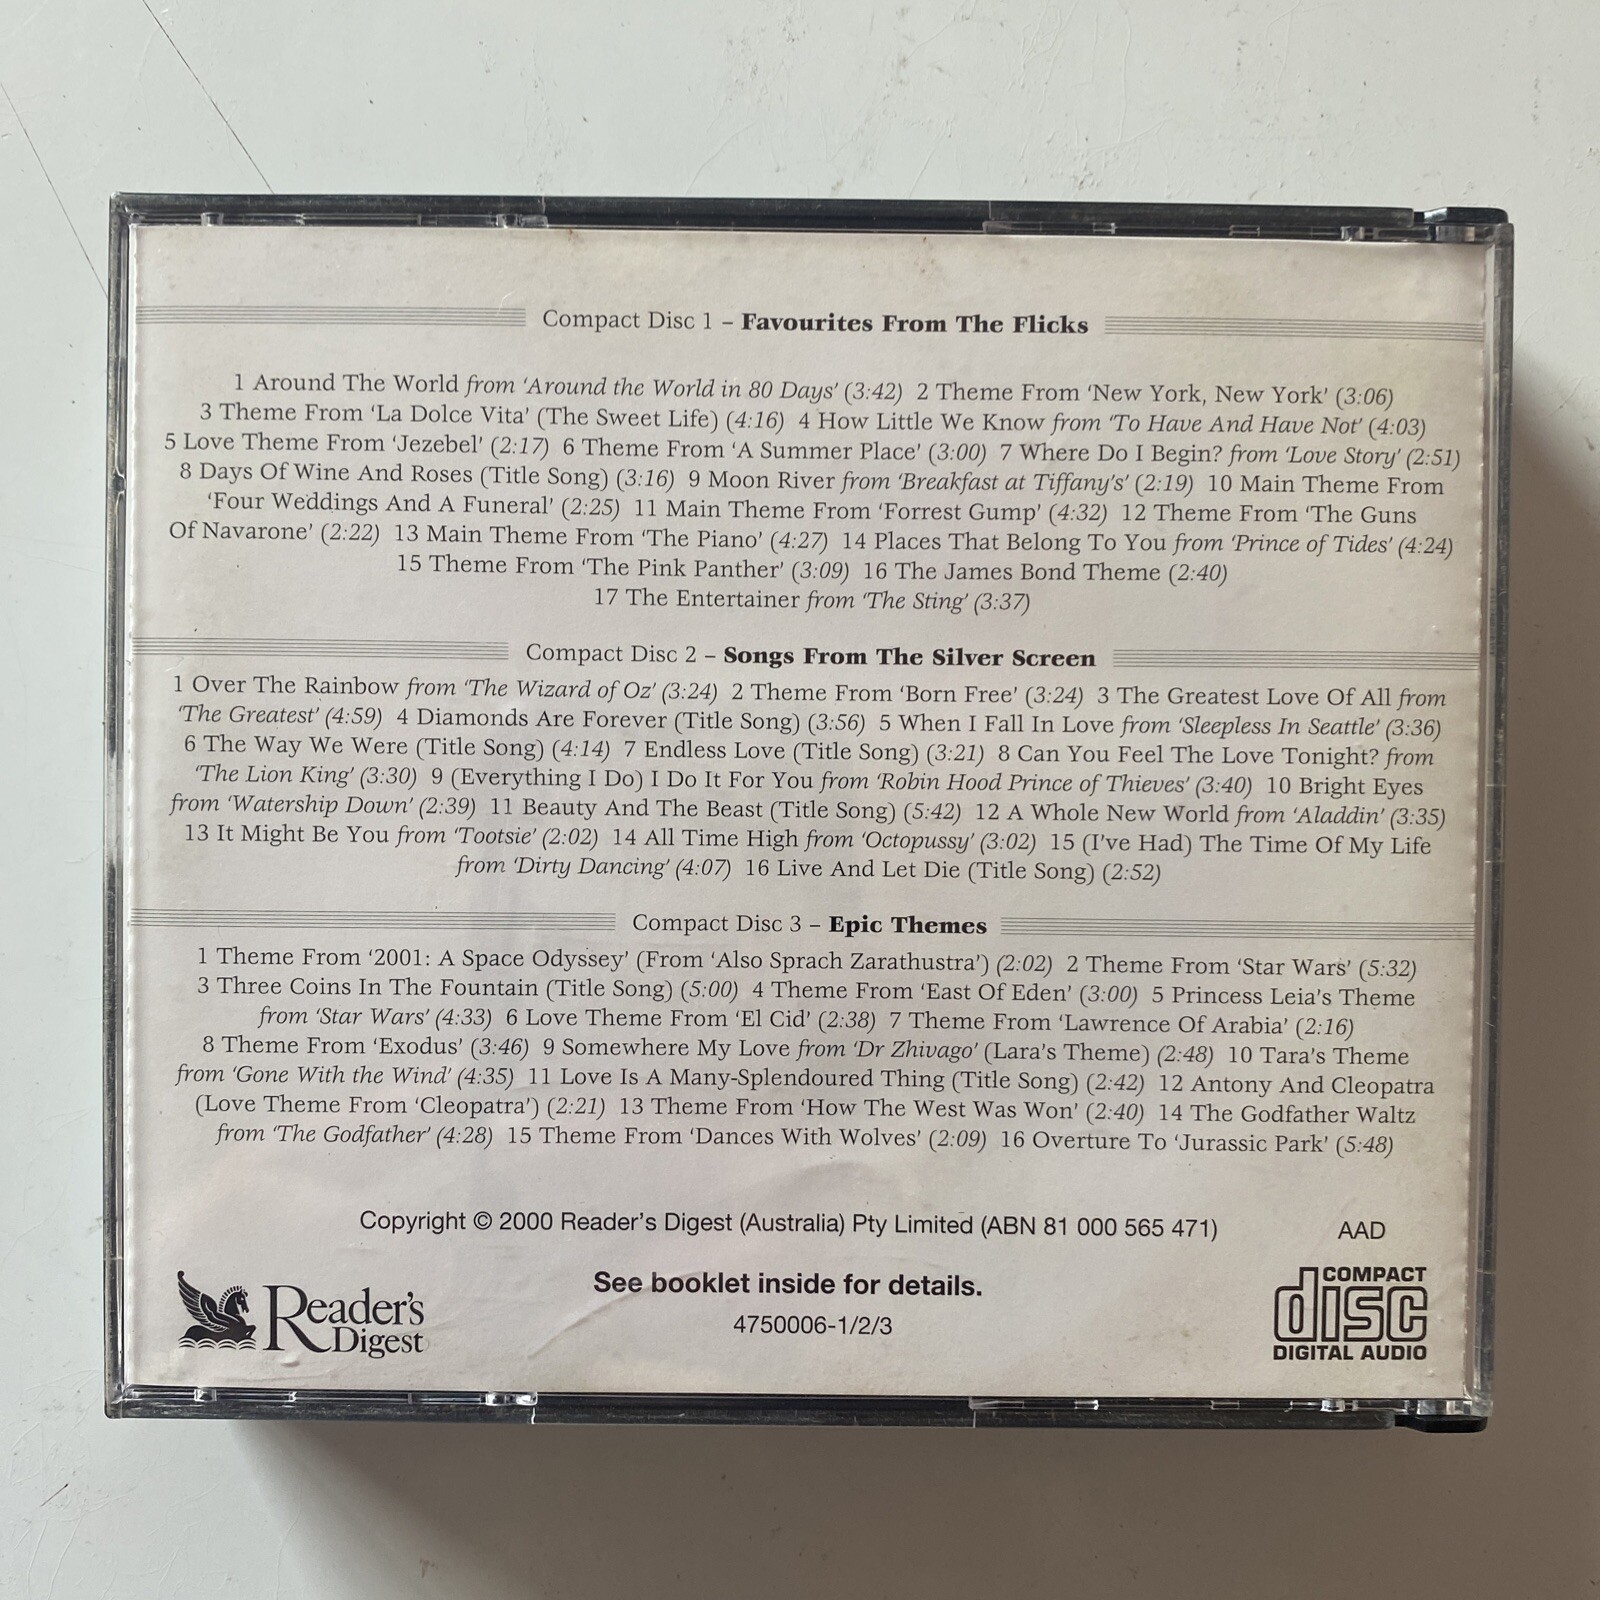 Compact Disc 1 – Favourites From The Flicks
1 Around The World from ‘Around the World in 80 Days’ (3:42) 2 Theme From ‘New York, New York’ (3:06)
3 Theme From ‘La Dolce Vita’ (The Sweet Life) (4:16) 4 How Little We Know from ‘To Have And Have Not’ (4:03)
5 Love Theme From ‘Jezebel’ (2:17) 6 Theme From ‘A Summer Place’ (3:00) 7 Where Do I Begin? from ‘Love Story’ (2:51)
8 Days Of Wine And Roses (Title Song) (3:16) 9 Moon River from ‘Breakfast at Tiffany’s’ (2:19) 10 Main Theme From
‘Four Weddings And A Funeral’ (2:25) 11 Main Theme From ‘Forrest Gump’ (4:32) 12 Theme From ‘The Guns
Of Navarone’ (2:22) 13 Main Theme From ‘The Piano’ (4:27) 14 Places That Belong To You from ‘Prince of Tides’ (4:24)
15 Theme From ‘The Pink Panther’ (3:09) 16 The James Bond Theme (2:40)
17 The Entertainer from ‘The Sting’ (3:37)
Compact Disc 2 – Songs From The Silver Screen
1 Over The Rainbow from ‘The Wizard of Oz’ (3:24) 2 Theme From ‘Born Free’ (3:24) 3 The Greatest Love Of All from
‘The Greatest’ (4:59) 4 Diamonds Are Forever (Title Song) (3:56) 5 When I Fall In Love from ‘Sleepless In Seattle’ (3:36)
6 The Way We Were (Title Song) (4:14) 7 Endless Love (Title Song) (3:21) 8 Can You Feel The Love Tonight? from
‘The Lion King’ (3:30) 9 (Everything I Do) I Do It For You from ‘Robin Hood Prince of Thieves’ (3:40) 10 Bright Eyes
from ‘Watership Down’ (2:39) 11 Beauty And The Beast (Title Song) (5:42) 12 A Whole New World from ‘Aladdin’ (3:35)
13 It Might Be You from ‘Tootsie’ (2:02) 14 All Time High from ‘Octopussy’ (3:02) 15 (I’ve Had) The Time Of My Life
from ‘Dirty Dancing’ (4:07) 16 Live And Let Die (Title Song) (2:52)
Compact Disc 3 – Epic Themes
1 Theme From ‘2001: A Space Odyssey’ (From ‘Also Sprach Zarathustra’) (2:02) 2 Theme From ‘Star Wars’ (5:32)
3 Three Coins In The Fountain (Title Song) (5:00) 4 Theme From ‘East Of Eden’ (3:00) 5 Princess Leia’s Theme
from ‘Star Wars’ (4:33) 6 Love Theme From ‘El Cid’ (2:38) 7 Theme From ‘Lawrence Of Arabia’ (2:16)
8 Theme From ‘Exodus’ (3:46) 9 Somewhere My Love from ‘Dr Zhivago’ (Lara’s Theme) (2:48) 10 Tara’s Theme
from ‘Gone With the Wind’ (4:35) 11 Love Is A Many-Splendoured Thing (Title Song) (2:42) 12 Antony And Cleopatra
(Love Theme From ‘Cleopatra’) (2:21) 13 Theme From ‘How The West Was Won’ (2:40) 14 The Godfather Waltz
from ‘The Godfather’ (4:28) 15 Theme From ‘Dances With Wolves’ (2:09) 16 Overture To ‘Jurassic Park’ (5:48)
Copyright © 2000 Reader’s Digest (Australia) Pty Limited (ABN 81 000 565 471)
AAD
See booklet inside for details.
4750006-1/2/3
Reader’s
Digest
COMPACT
disc
DIGITAL AUDIO